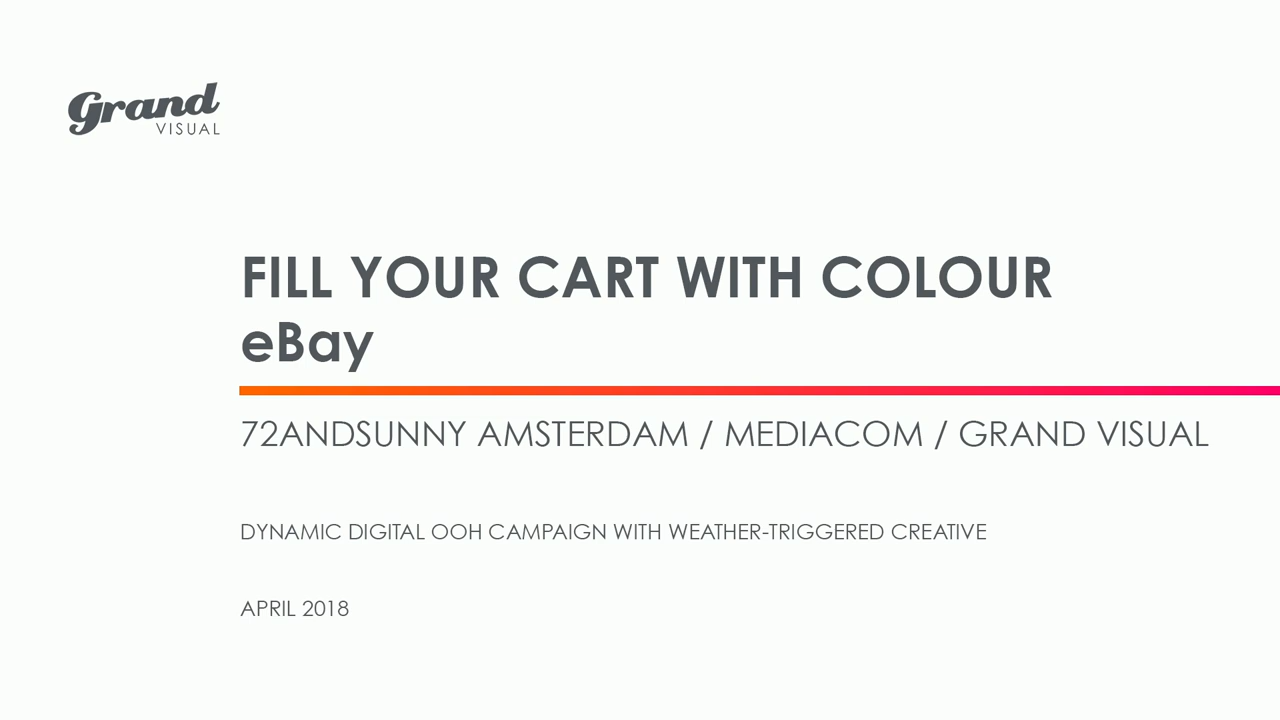 Grand
VISUAL
FILL YOUR CART WITH COLOUR
eBay
72ANDSUNNY AMSTERDAM / MEDIACOM / GRAND VISUAL
DYNAMIC DIGITAL OOH CAMPAIGN WITH WEATHER-TRIGGERED CREATIVE
APRIL 2018